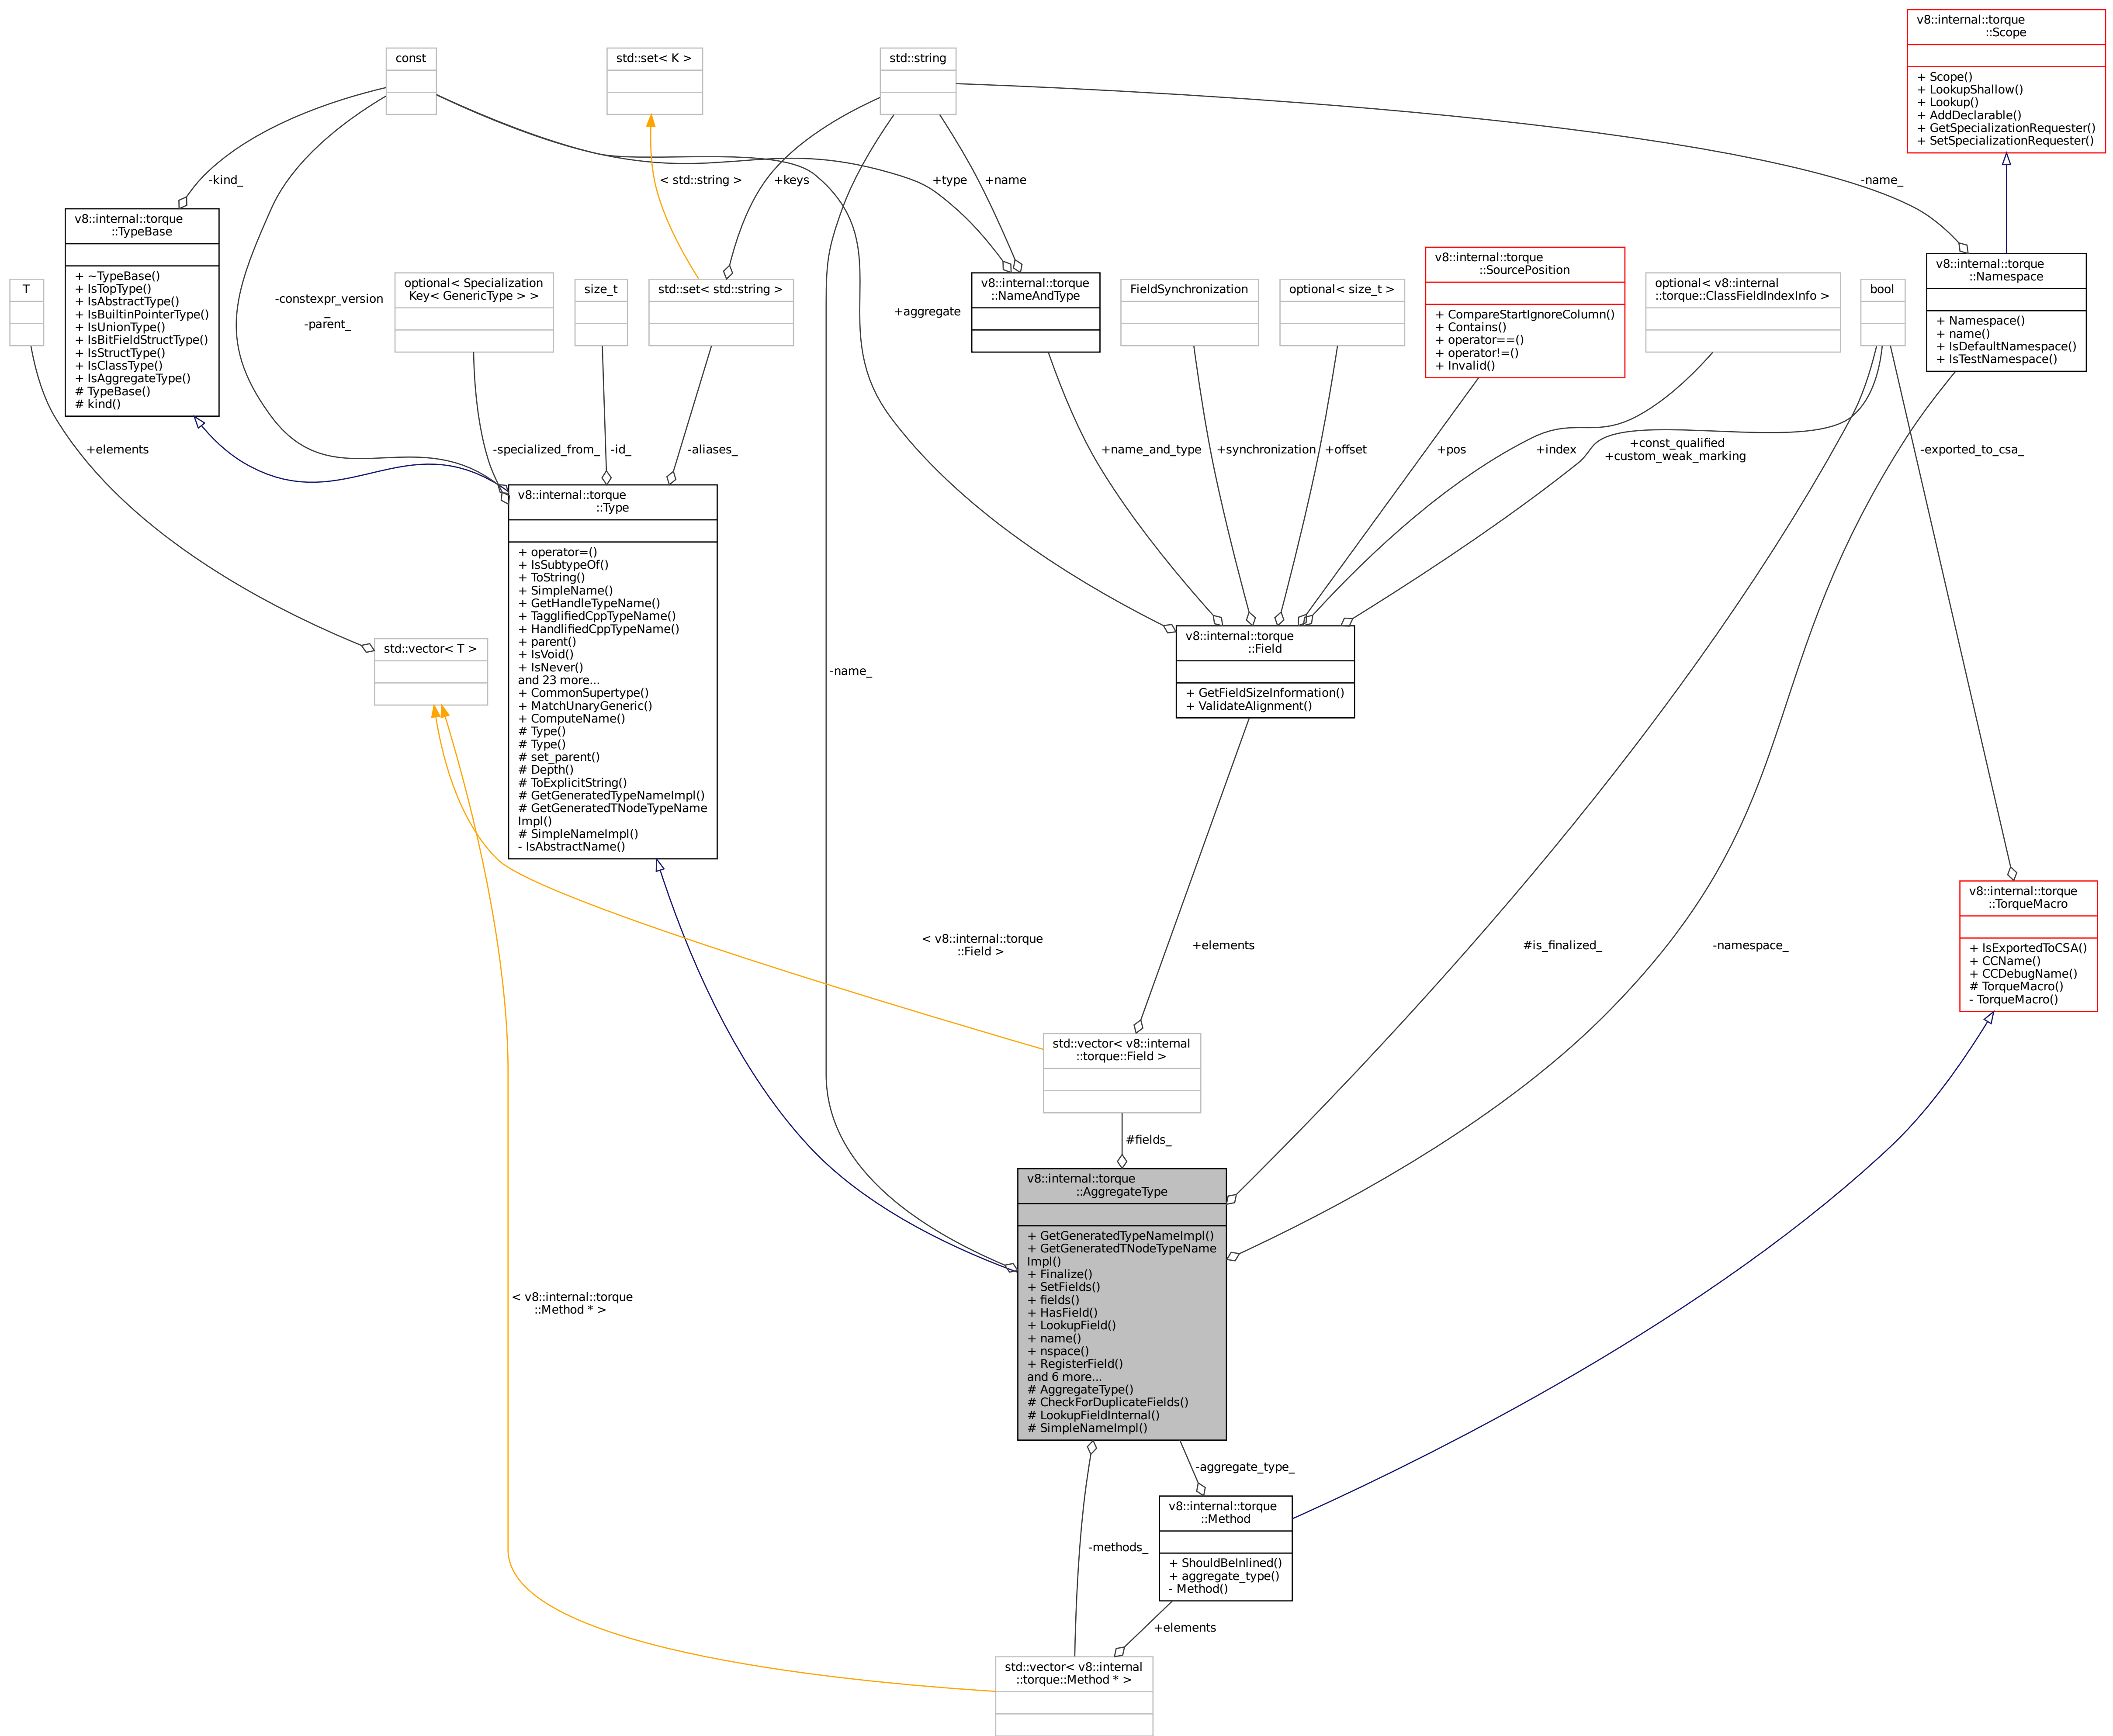 v8::internal::torque
::Scope
+ Scope()
+ LookupShallow()
+ Lookup()
+ AddDeclarable()
+ GetSpecializationRequester()
+ SetSpecializationRequester()
const
std::set< K >
std::string
-kind_
< std::string >
+keys
+type
+name
-name_
v8::internal::torque
::TypeBase
+ ~TypeBase()
+ IsTopType()
+ IsAbstractType()
+ IsBuiltinPointerType()
+ IsUnionType()
+ IsBitFieldStructType()
+ IsStructType()
+ IsClassType()
+ IsAggregateType()
# TypeBase()
# kind()
T
-constexpr_version
_
-parent_
optional< Specialization
Key< GenericType > >
size_t
std::set< std::string >
+aggregate
v8::internal::torque
::NameAndType
FieldSynchronization
optional< size_t >
v8::internal::torque
::SourcePosition
+ CompareStartIgnoreColumn()
+ Contains()
+ operator==()
+ operator!=()
+ Invalid()
optional< v8::internal
::torque::ClassFieldIndexInfo >
bool
v8::internal::torque
::Namespace
+ Namespace()
+ name()
+ IsDefaultNamespace()
+ IsTestNamespace()
+elements
-specialized_from_
-id_
-aliases_
+name_and_type
+synchronization
+offset
+pos
+index
+const_qualified
+custom_weak_marking
-exported_to_csa_
v8::internal::torque
::Type
+ operator=()
+ IsSubtypeOf()
+ ToString()
+ SimpleName()
+ GetHandleTypeName()
+ TagglifiedCppTypeName()
+ HandlifiedCppTypeName()
+ parent()
+ IsVoid()
+ IsNever()
and 23 more...
+ CommonSupertype()
+ MatchUnaryGeneric()
+ ComputeName()
# Type()
# Type()
# set_parent()
# Depth()
# ToExplicitString()
# GetGeneratedTypeNameImpl()
# GetGeneratedTNodeTypeName
Impl()
# SimpleNameImpl()
- IsAbstractName()
std::vector< T >
-name_
v8::internal::torque
::Field
+ GetFieldSizeInformation()
+ ValidateAlignment()
v8::internal::torque
::TorqueMacro
+ IsExportedToCSA()
+ CCName()
+ CCDebugName()
# TorqueMacro()
- TorqueMacro()
< v8::internal::torque
::Field >
+elements
#is_finalized_
-namespace_
std::vector< v8::internal
::torque::Field >
#fields_
v8::internal::torque
::AggregateType
+ GetGeneratedTypeNameImpl()
+ GetGeneratedTNodeTypeName
Impl()
+ Finalize()
+ SetFields()
+ fields()
+ HasField()
+ LookupField()
+ name()
+ nspace()
+ RegisterField()
and 6 more...
# AggregateType()
# CheckForDuplicateFields()
# LookupFieldInternal()
# SimpleNameImpl()
< v8::internal::torque
::Method * >
-aggregate_type_
v8::internal::torque
::Method
+ ShouldBeInlined()
+ aggregate_type()
- Method()
-methods_
+elements
std::vector< v8::internal
::torque::Method * >